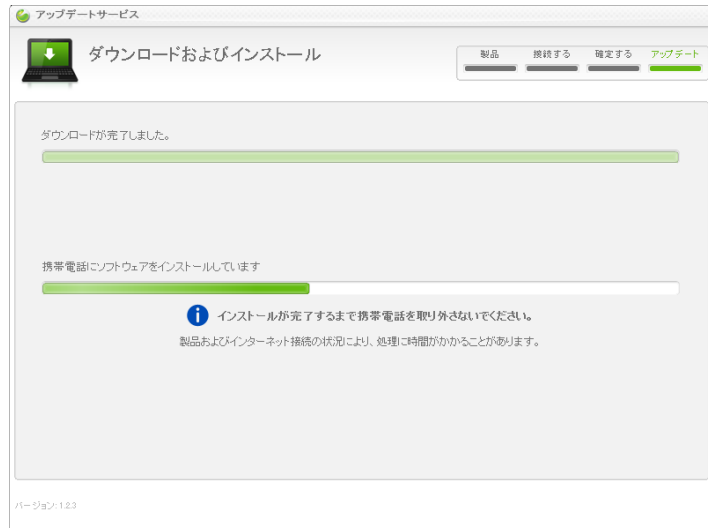 アップデートサービス
ダウンロードおよびインストール
製品 接続する 確定する アップデート
ダウンロードが完了しました。
携帯電話にソフトウェアをインストールしています
インストールが完了するまで携帯電話を取り外さないでください。
製品およびインターネット接続の状況により、処理に時間がかかることがあります。
バージョン: 1.2.3